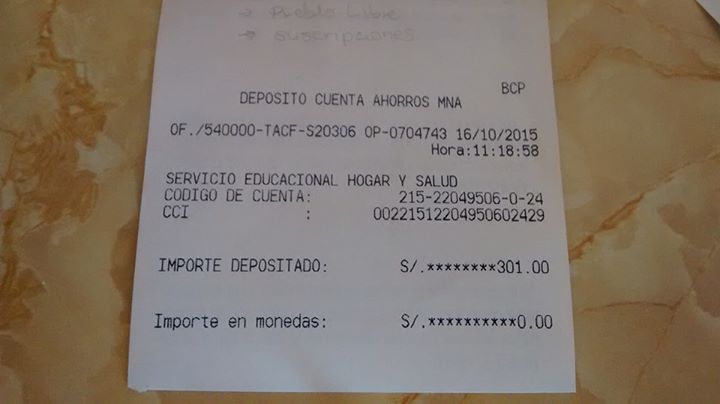 → Pueblo Libre
→ suscripciones
BCP
DEPOSITO CUENTA AHORROS MNA
OF./540000-TACF-S20306 OP-0704743 16/10/2015
Hora:11:18:58
SERVICIO EDUCACIONAL HOGAR Y SALUD
CODIGO DE CUENTA: 215-22049506-0-24
CCI : 00221512204950602429
IMPORTE DEPOSITADO: S/.********301.00
Importe en monedas: S/.**********0.00